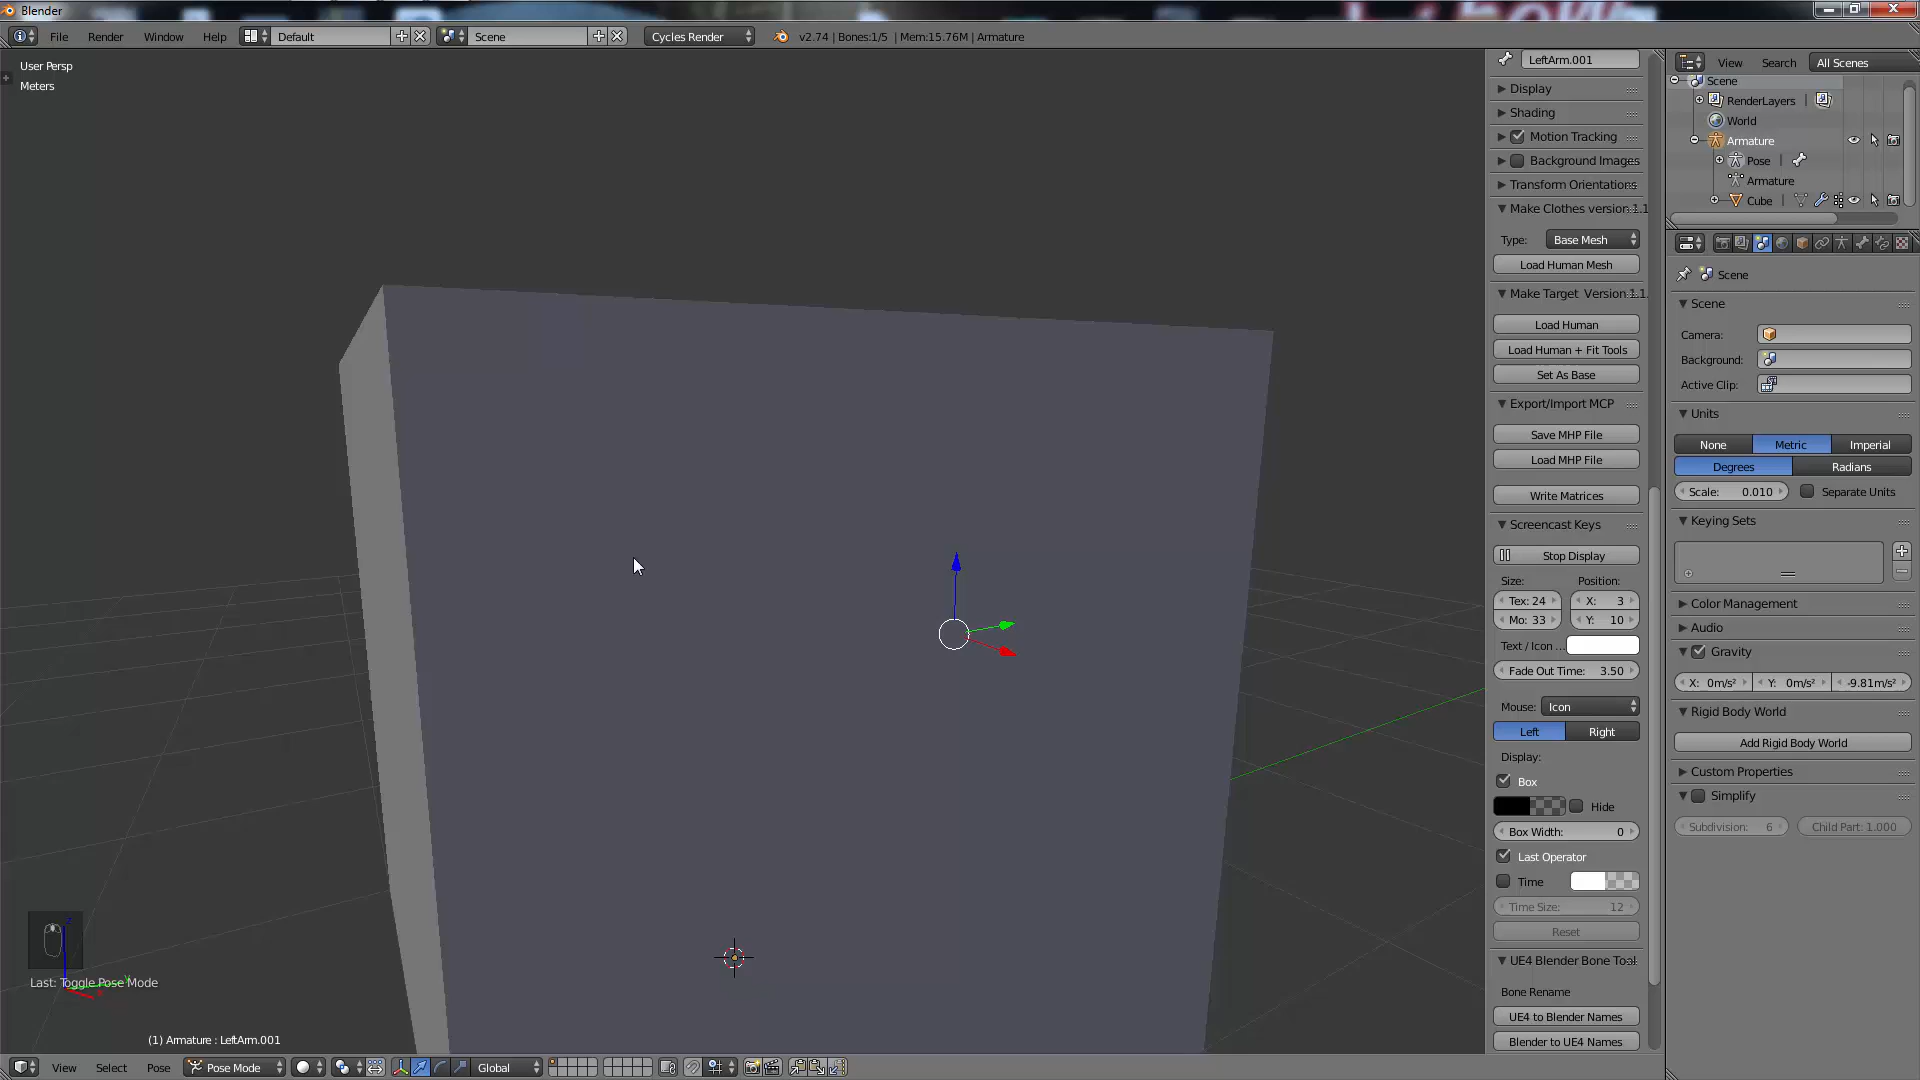 Blender
File Render Window Help Default Scene Cycles Render v2.74 | Bones:1/5 | Mem:15.76M | Armature
User Persp
Meters
LeftArm.001
Display
Shading
Motion Tracking
Background Images
Transform Orientations
Make Clothes version 1.1
Type: Base Mesh
Load Human Mesh
Make Target Version 1.1.
Load Human
Load Human + Fit Tools
Set As Base
Export/Import MCP
Save MHP File
Load MHP File
Write Matrices
Screencast Keys
Stop Display
Size: Position:
Tex: 24 X: 3
Mo: 33 Y: 10
Text / Icon ...
Fade Out Time: 3.50
Mouse: Icon
Left Right
Display:
Box
Hide
Box Width: 0
Last Operator
Time
Time Size: 12
Reset
UE4 Blender Bone Tool
Bone Rename
UE4 to Blender Names
Blender to UE4 Names
View Search All Scenes
Scene
RenderLayers
World
Armature
Pose
Armature
Cube
Scene
Scene
Camera:
Background:
Active Clip:
Units
None Metric Imperial
Degrees Radians
Scale: 0.010 Separate Units
Keying Sets
Color Management
Audio
Gravity
X: 0m/s² Y: 0m/s² -9.81m/s²
Rigid Body World
Add Rigid Body World
Custom Properties
Simplify
Subdivision: 6 Child Part: 1.000
z
Last: Toggle Pose Mode
(1) Armature : LeftArm.001
View Select Pose Pose Mode Global